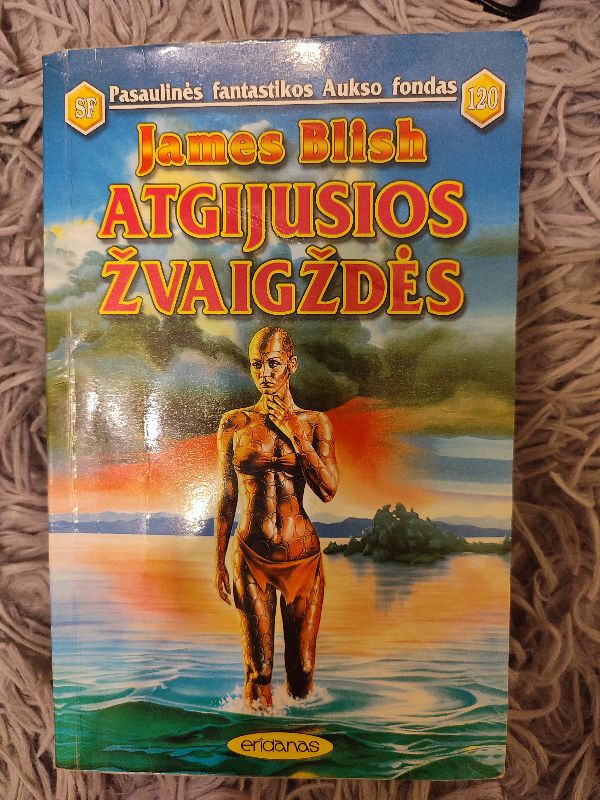 SF Pasaulinės fantastikos Aukso fondas 120
James Blish
ATGIJUSIOS
ŽVAIGŽDĖS
eridanas